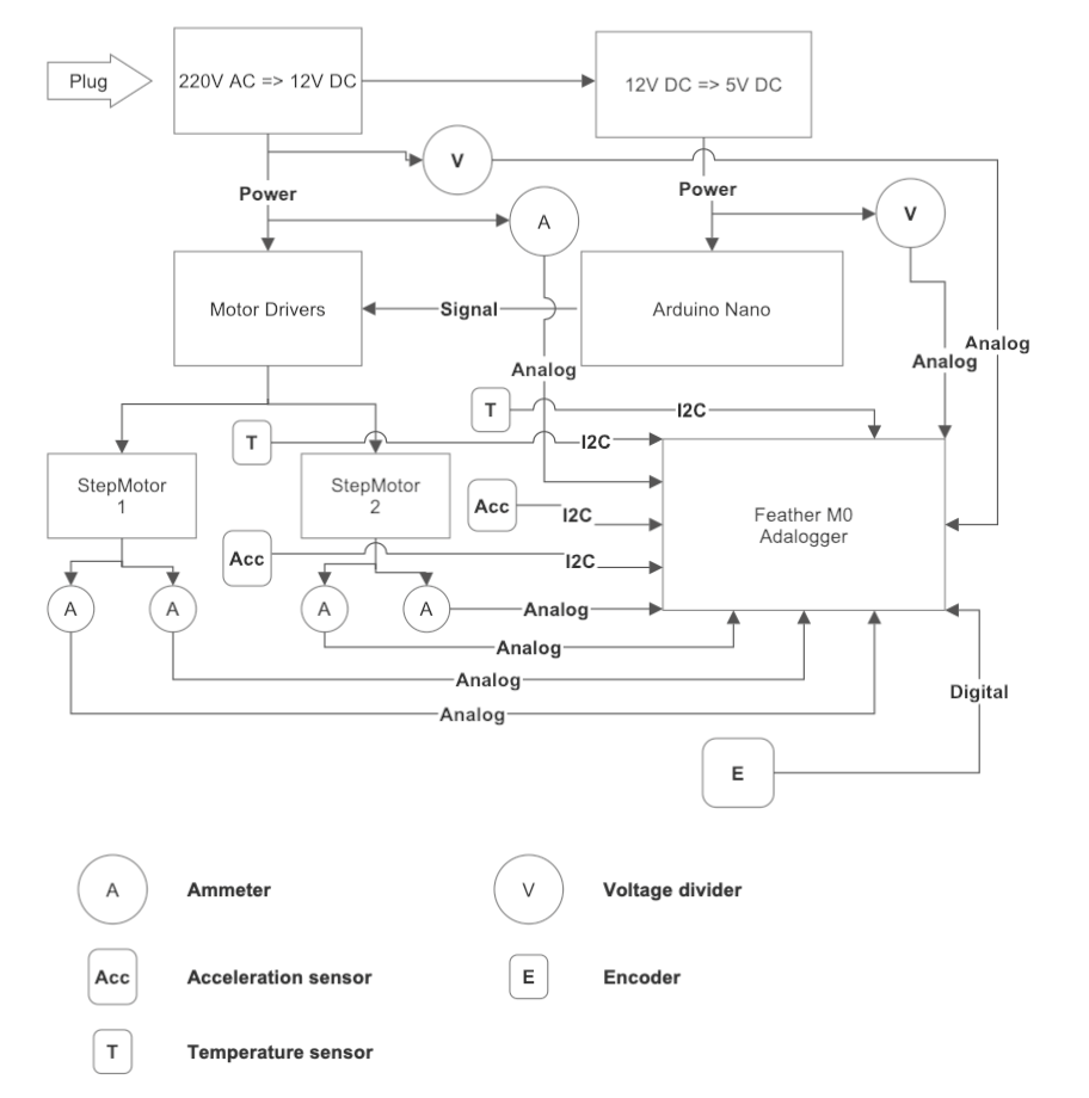 Plug
220V AC => 12V DC
12V DC => 5V DC
V
Power
Power
A
V
Motor Drivers
Signal
Arduino Nano
Analog
Analog
Analog
T
I2C
T
I2C
StepMotor
1
StepMotor
2
Acc
I2C
Feather M0
Adalogger
Acc
I2C
A
A
A
A
Analog
Analog
Analog
Analog
Digital
E
A
Ammeter
V
Voltage divider
Acc
Acceleration sensor
E
Encoder
T
Temperature sensor